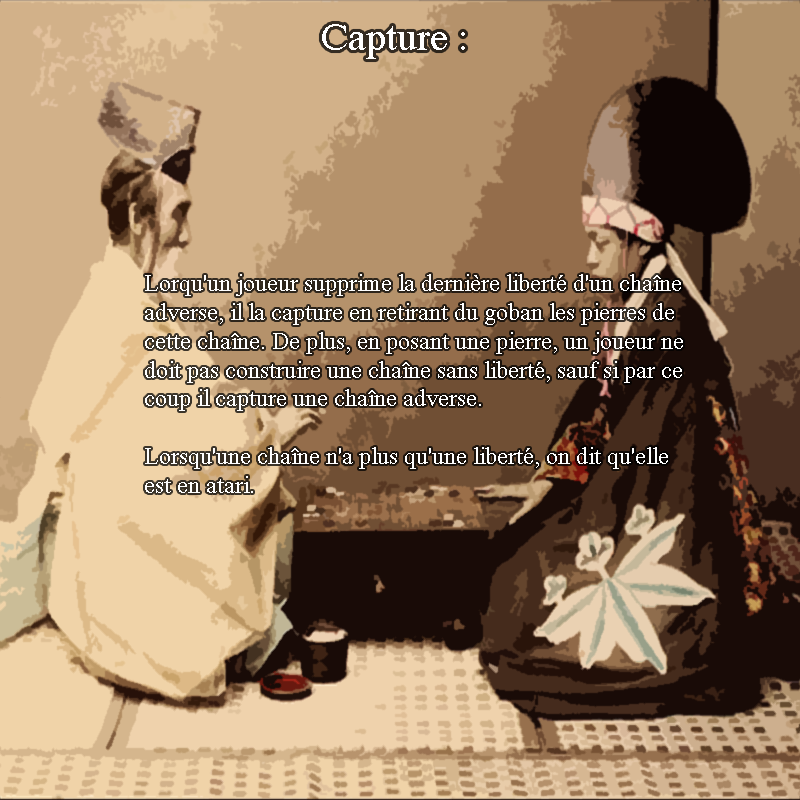 Capture :
Lorqu'un joueur supprime la dernière liberté d'un chaîne
adverse, il la capture en retirant du goban les pierres de
cette chaîne. De plus, en posant une pierre, un joueur ne
doit pas construire une chaîne sans liberté, sauf si par ce
coup il capture une chaîne adverse.
Lorsqu'une chaîne n'a plus qu'une liberté, on dit qu'elle
est en atari.